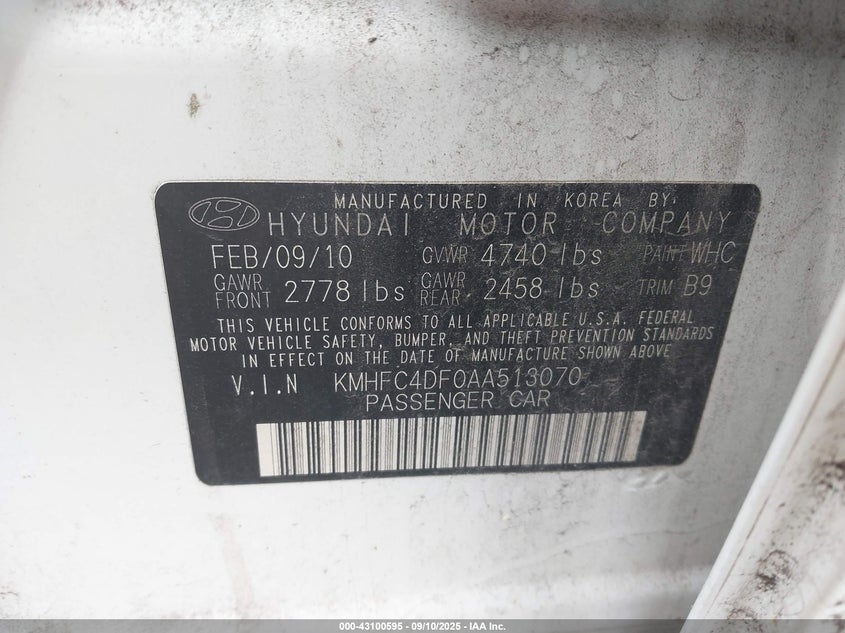 MANUFACTURED IN KOREA BY:
HYUNDAI MOTOR COMPANY
FEB/09/10 GVWR 4740 lbs PAINT WHC
GAWR FRONT 2778 lbs GAWR REAR 2458 lbs TRIM B9
THIS VEHICLE CONFORMS TO ALL APPLICABLE U.S.A. FEDERAL
MOTOR VEHICLE SAFETY, BUMPER, AND THEFT PREVENTION STANDARDS
IN EFFECT ON THE DATE OF MANUFACTURE SHOWN ABOVE
V.I.N KMHFC4DF0AA513070
PASSENGER CAR
000-43100595 - 09/10/2025 - IAA Inc.